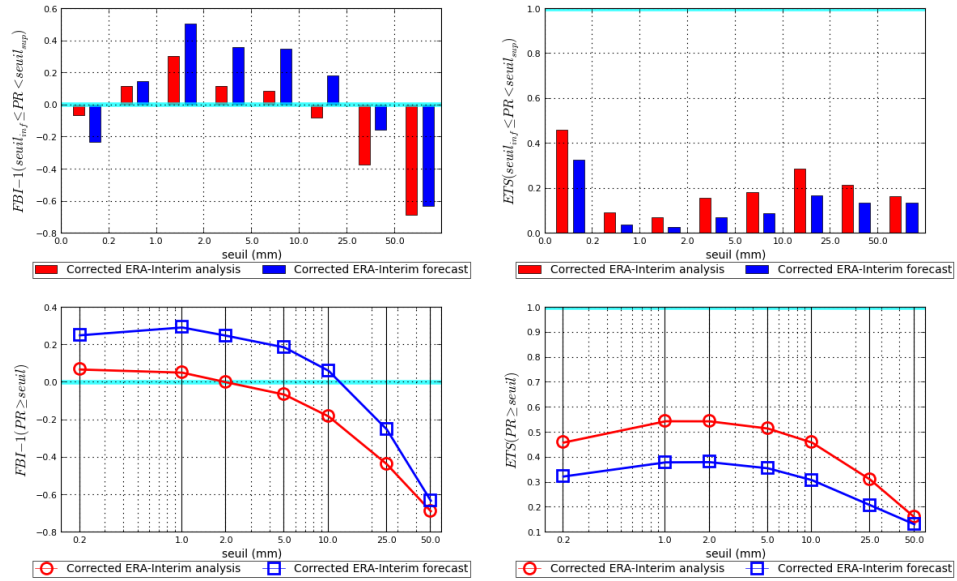 0.6
0.4
0.2
0.0
−0.2
−0.4
−0.6
−0.8
FBI−1(seuil_inf ≤ PR < seuil_sup)
0.0 0.2 1.0 2.0 5.0 10.0 25.0 50.0
seuil (mm)
Corrected ERA-Interim analysis Corrected ERA-Interim forecast
1.0
0.8
0.6
0.4
0.2
0.0
ETS(seuil_inf ≤ PR < seuil_sup)
0.0 0.2 1.0 2.0 5.0 10.0 25.0 50.0
seuil (mm)
Corrected ERA-Interim analysis Corrected ERA-Interim forecast
0.4
0.2
0.0
−0.2
−0.4
−0.6
−0.8
FBI−1(PR ≥ seuil)
0.2 1.0 2.0 5.0 10.0 25.0 50.0
seuil (mm)
Corrected ERA-Interim analysis Corrected ERA-Interim forecast
1.0
0.9
0.8
0.7
0.6
0.5
0.4
0.3
0.2
0.1
ETS(PR ≥ seuil)
0.2 1.0 2.0 5.0 10.0 25.0 50.0
seuil (mm)
Corrected ERA-Interim analysis Corrected ERA-Interim forecast